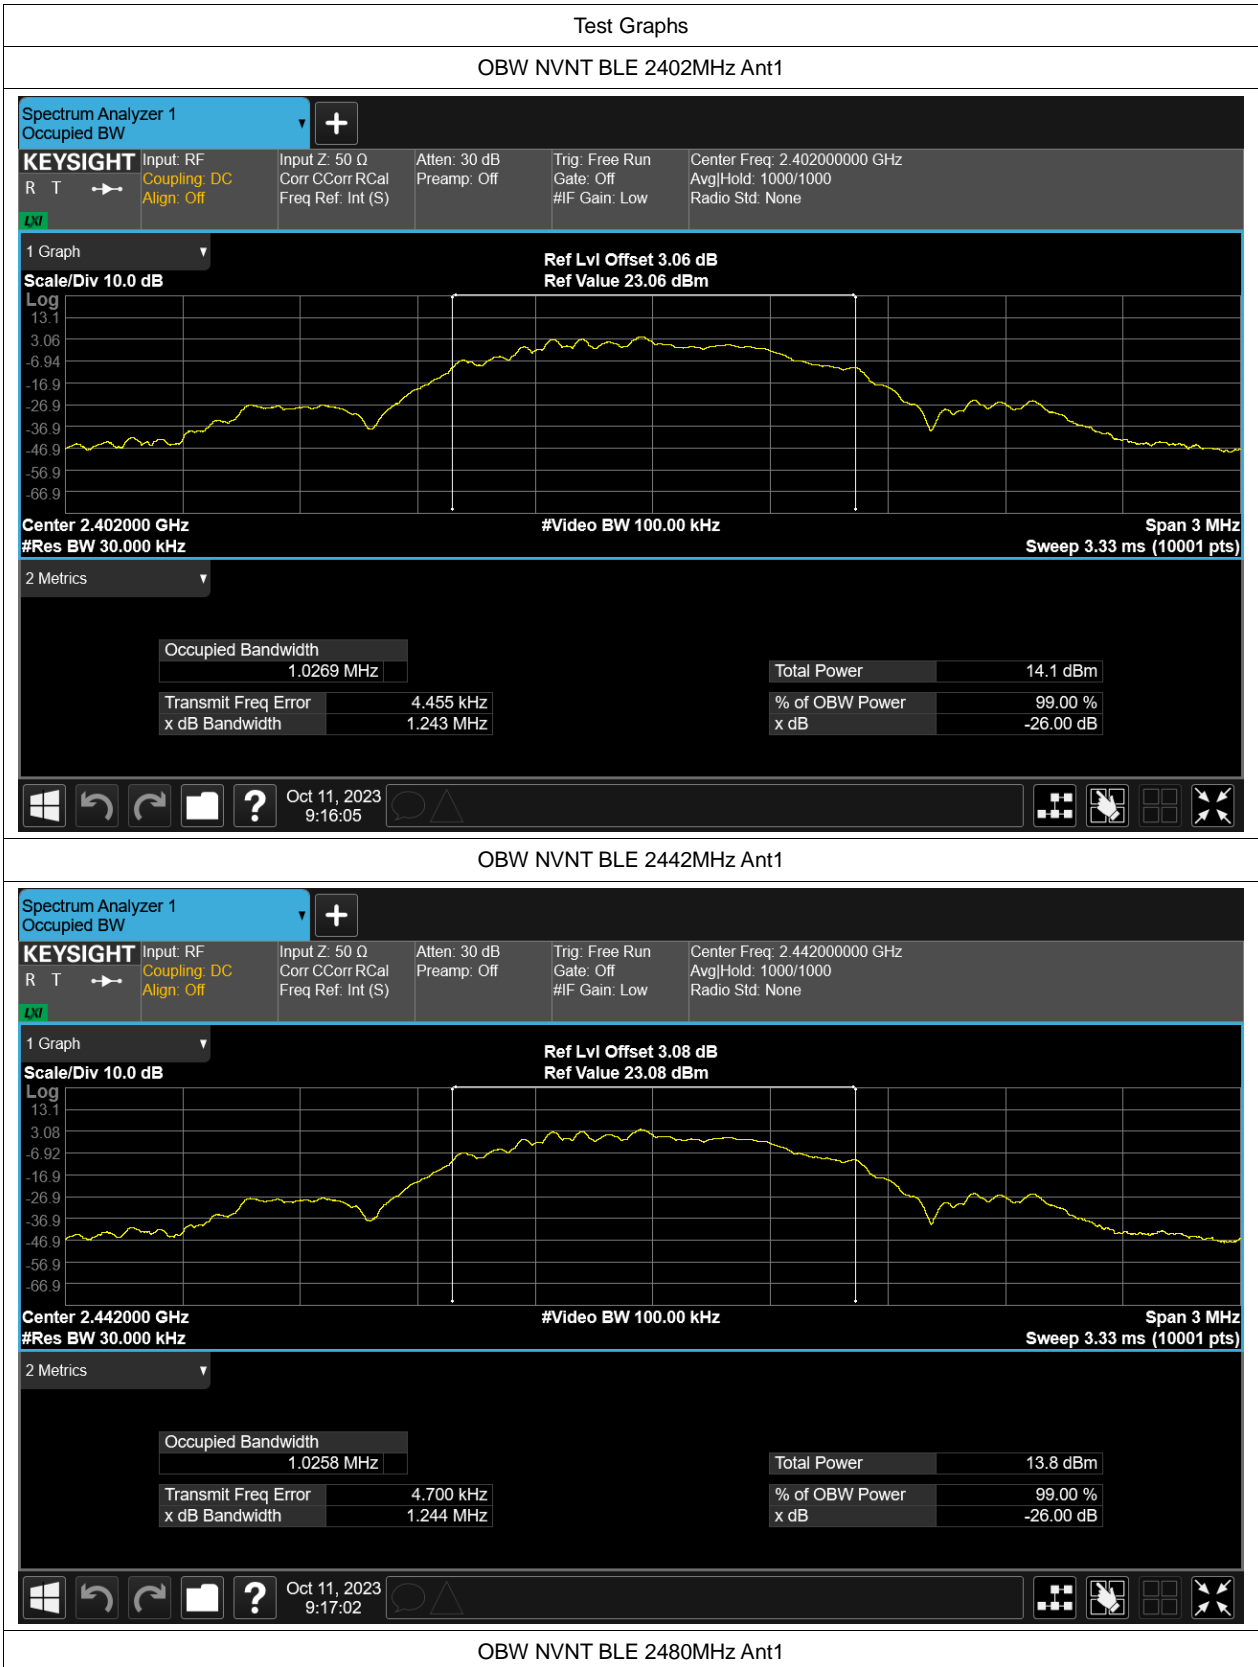 Test Graphs
OBW NVNT BLE 2402MHz Ant1
Spectrum Analyzer 1
Occupied BW
KEYSIGHT
R T
LXI
Input: RF
Coupling: DC
Align: Off
Input Z: 50 Ω
Corr CCorr RCal
Freq Ref: Int (S)
Atten: 30 dB
Preamp: Off
Trig: Free Run
Gate: Off
#IF Gain: Low
Center Freq: 2.402000000 GHz
Avg|Hold: 1000/1000
Radio Std: None
1 Graph
Scale/Div 10.0 dB
Ref Lvl Offset 3.06 dB
Ref Value 23.06 dBm
Log
13.1
3.06
-6.94
-16.9
-26.9
-36.9
-46.9
-56.9
-66.9
Center 2.402000 GHz
#Res BW 30.000 kHz
#Video BW 100.00 kHz
Span 3 MHz
Sweep 3.33 ms (10001 pts)
2 Metrics
Occupied Bandwidth
1.0269 MHz
Transmit Freq Error 4.455 kHz
x dB Bandwidth 1.243 MHz
Total Power 14.1 dBm
% of OBW Power 99.00 %
x dB -26.00 dB
?
Oct 11, 2023
9:16:05
OBW NVNT BLE 2442MHz Ant1
Spectrum Analyzer 1
Occupied BW
KEYSIGHT
R T
LXI
Input: RF
Coupling: DC
Align: Off
Input Z: 50 Ω
Corr CCorr RCal
Freq Ref: Int (S)
Atten: 30 dB
Preamp: Off
Trig: Free Run
Gate: Off
#IF Gain: Low
Center Freq: 2.442000000 GHz
Avg|Hold: 1000/1000
Radio Std: None
1 Graph
Scale/Div 10.0 dB
Ref Lvl Offset 3.08 dB
Ref Value 23.08 dBm
Log
13.1
3.08
-6.92
-16.9
-26.9
-36.9
-46.9
-56.9
-66.9
Center 2.442000 GHz
#Res BW 30.000 kHz
#Video BW 100.00 kHz
Span 3 MHz
Sweep 3.33 ms (10001 pts)
2 Metrics
Occupied Bandwidth
1.0258 MHz
Transmit Freq Error 4.700 kHz
x dB Bandwidth 1.244 MHz
Total Power 13.8 dBm
% of OBW Power 99.00 %
x dB -26.00 dB
?
Oct 11, 2023
9:17:02
OBW NVNT BLE 2480MHz Ant1